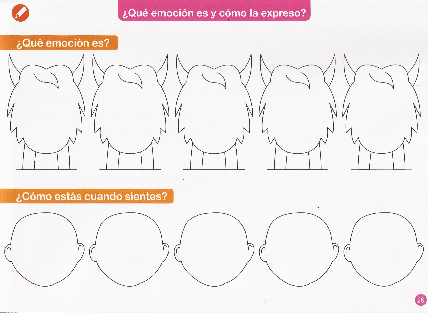 ¿Qué emoción es y cómo la expreso?
¿Qué emoción es?
¿Cómo estás cuando sientes?